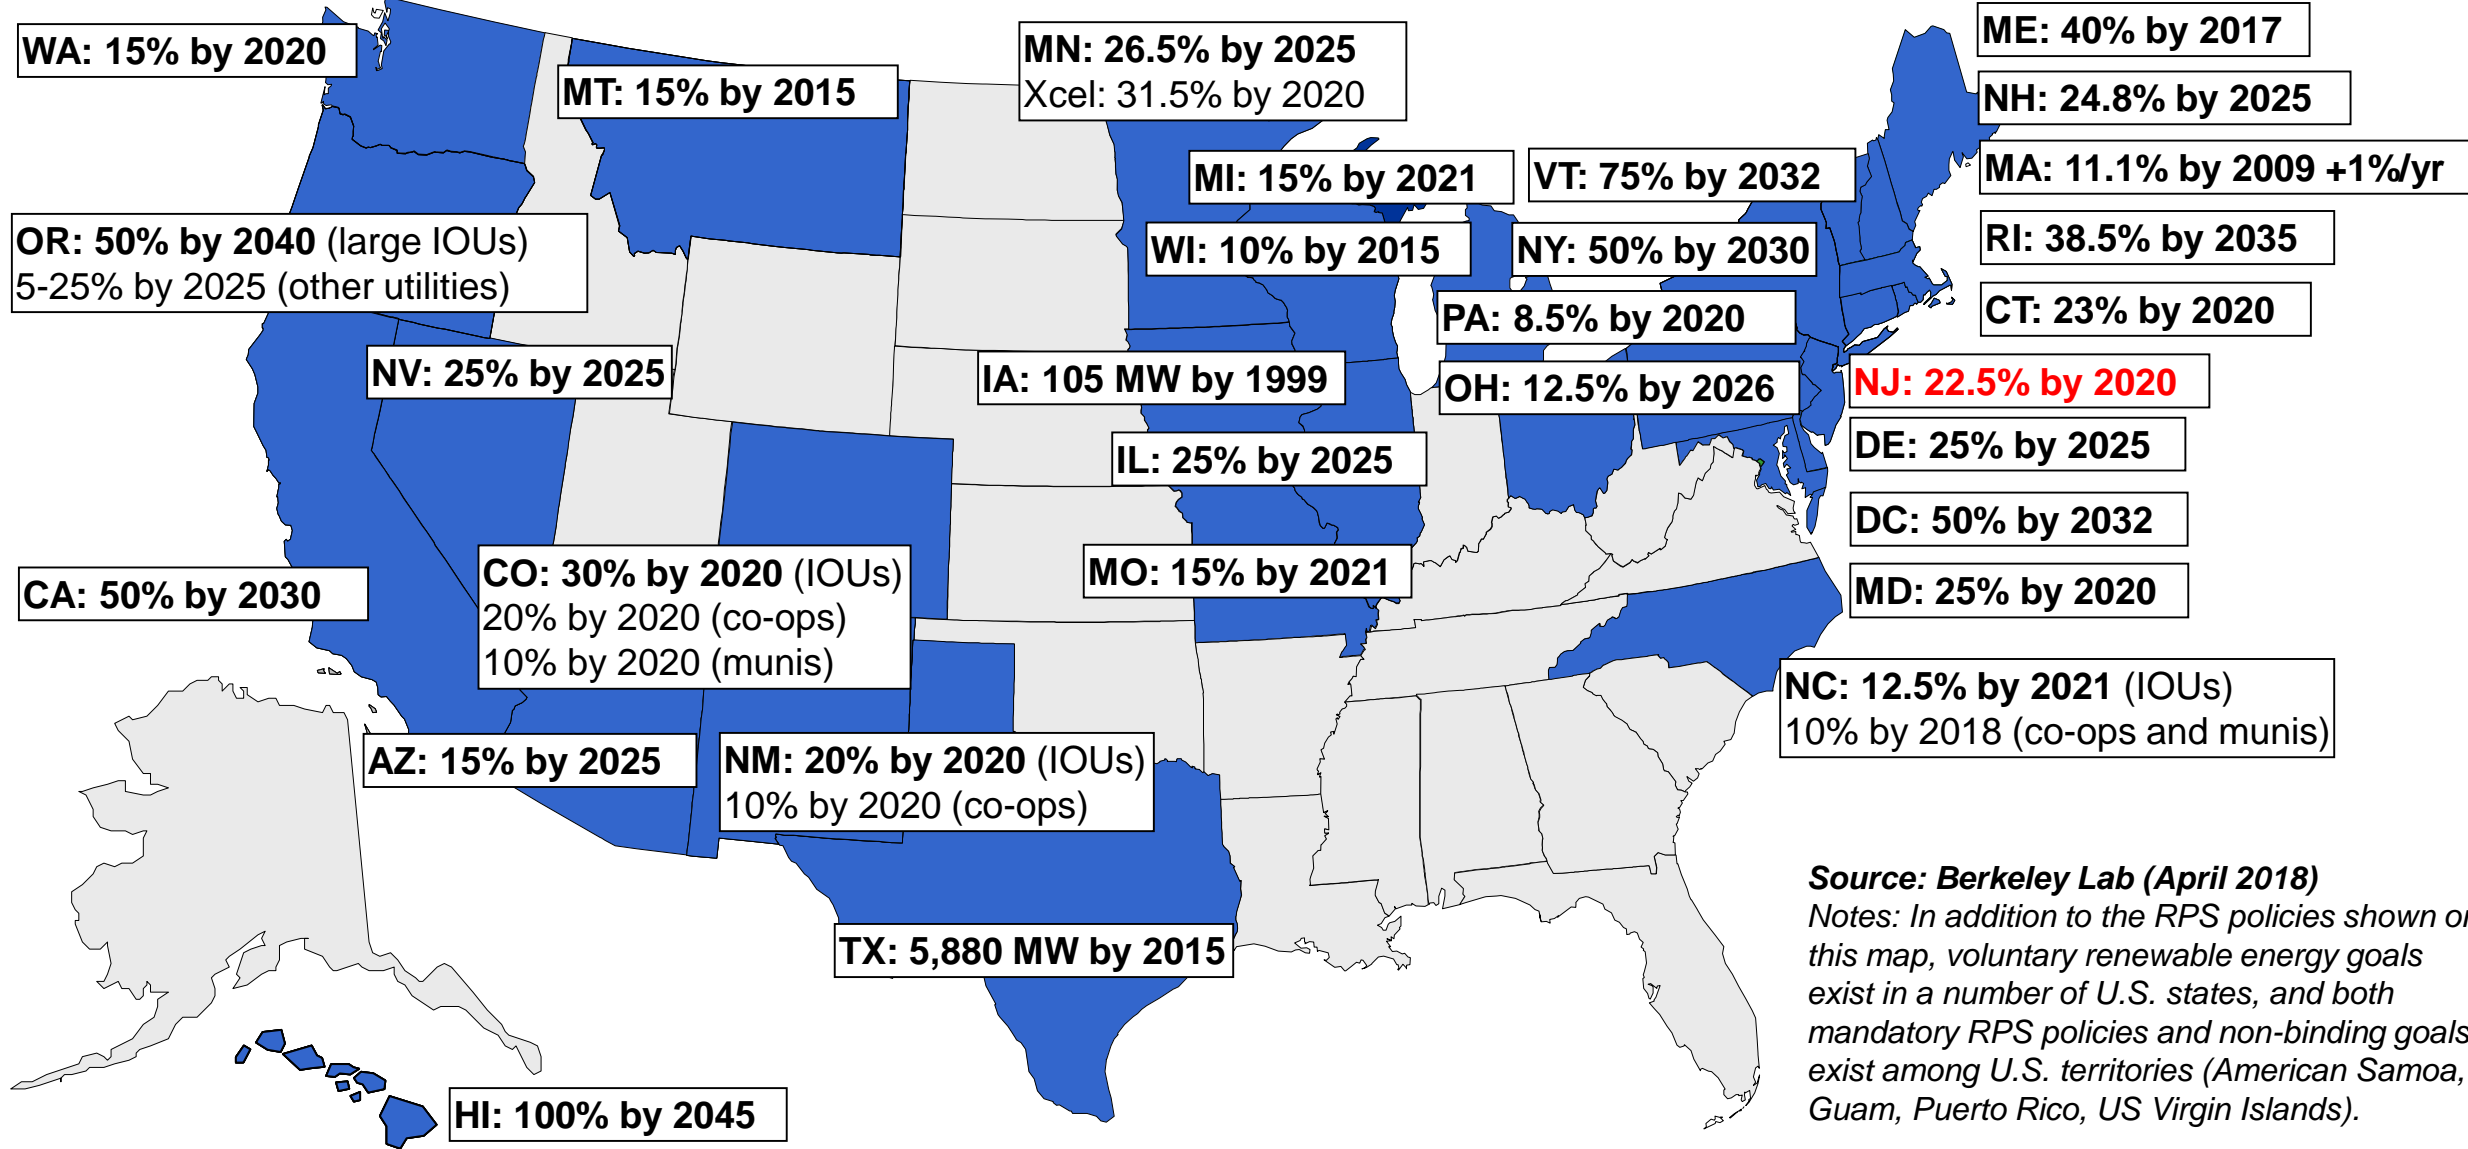 WA: 15% by 2020
MT: 15% by 2015
MN: 26.5% by 2025
Xcel: 31.5% by 2020
ME: 40% by 2017
NH: 24.8% by 2025
MI: 15% by 2021
VT: 75% by 2032
MA: 11.1% by 2009 +1%/yr
OR: 50% by 2040 (large IOUs)
5-25% by 2025 (other utilities)
WI: 10% by 2015
NY: 50% by 2030
RI: 38.5% by 2035
PA: 8.5% by 2020
CT: 23% by 2020
NV: 25% by 2025
IA: 105 MW by 1999
OH: 12.5% by 2026
NJ: 22.5% by 2020
IL: 25% by 2025
DE: 25% by 2025
DC: 50% by 2032
CA: 50% by 2030
CO: 30% by 2020 (IOUs)
20% by 2020 (co-ops)
10% by 2020 (munis)
MO: 15% by 2021
MD: 25% by 2020
NC: 12.5% by 2021 (IOUs)
10% by 2018 (co-ops and munis)
AZ: 15% by 2025
NM: 20% by 2020 (IOUs)
10% by 2020 (co-ops)
TX: 5,880 MW by 2015
HI: 100% by 2045
Source: Berkeley Lab (April 2018)
Notes: In addition to the RPS policies shown on
this map, voluntary renewable energy goals
exist in a number of U.S. states, and both
mandatory RPS policies and non-binding goals
exist among U.S. territories (American Samoa,
Guam, Puerto Rico, US Virgin Islands).